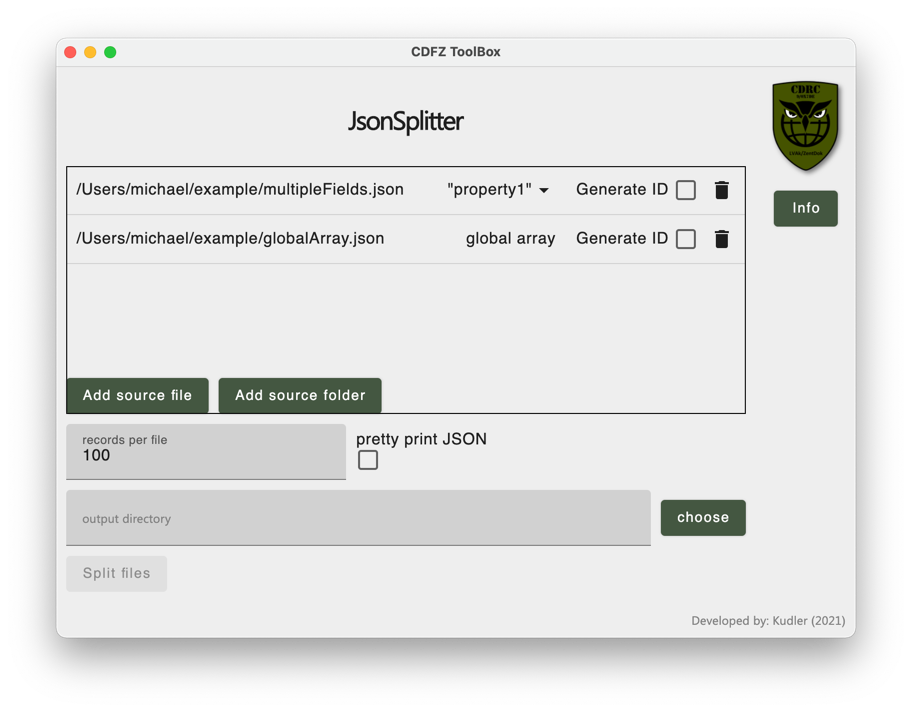 CDFZ ToolBox
CDRC
JsonSplitter
/Users/michael/example/multipleFields.json "property1" Generate ID
Info
/Users/michael/example/globalArray.json global array Generate ID
Add source file Add source folder
records per file
100
pretty print JSON
output directory
choose
Split files
Developed by: Kudler (2021)